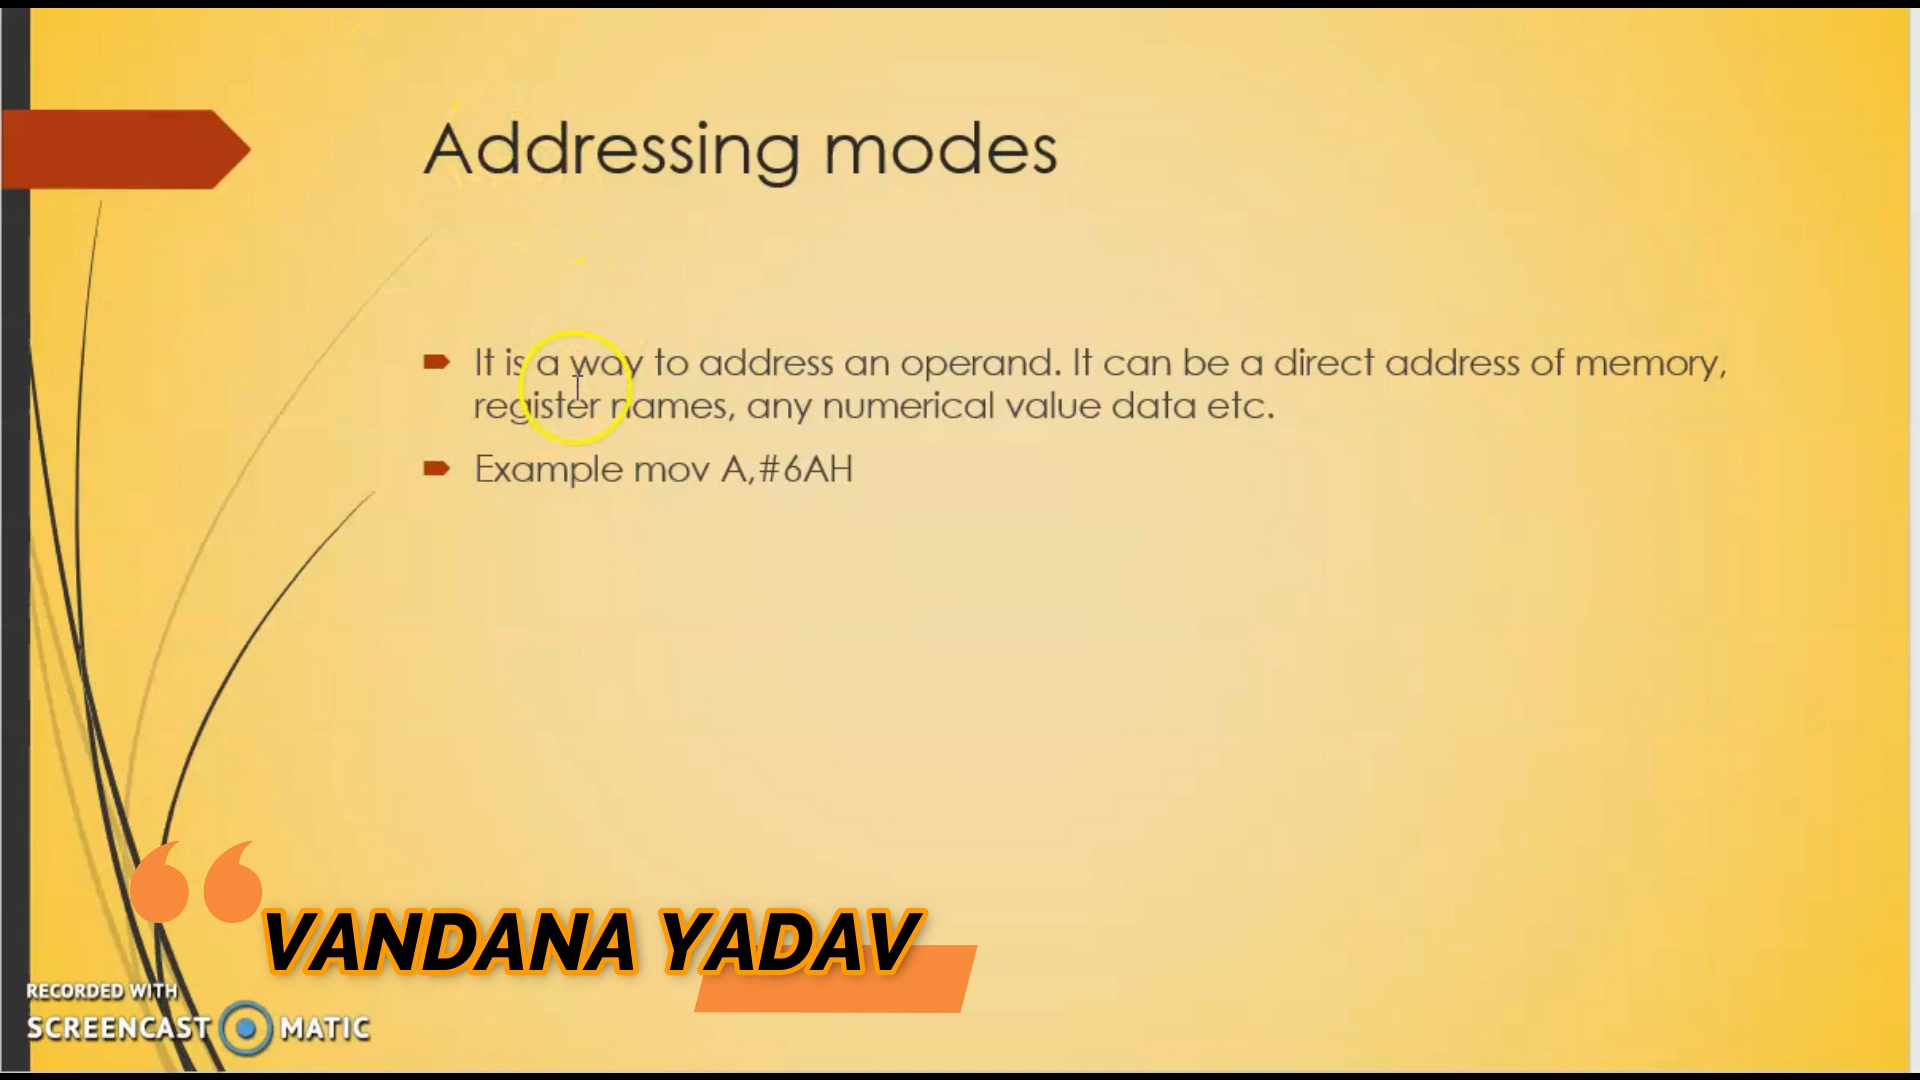 Addressing modes
It is a way to address an operand. It can be a direct address of memory,
register names, any numerical value data etc.
Example mov A,#6AH
VANDANA YADAV
RECORDED WITH
SCREENCAST MATIC